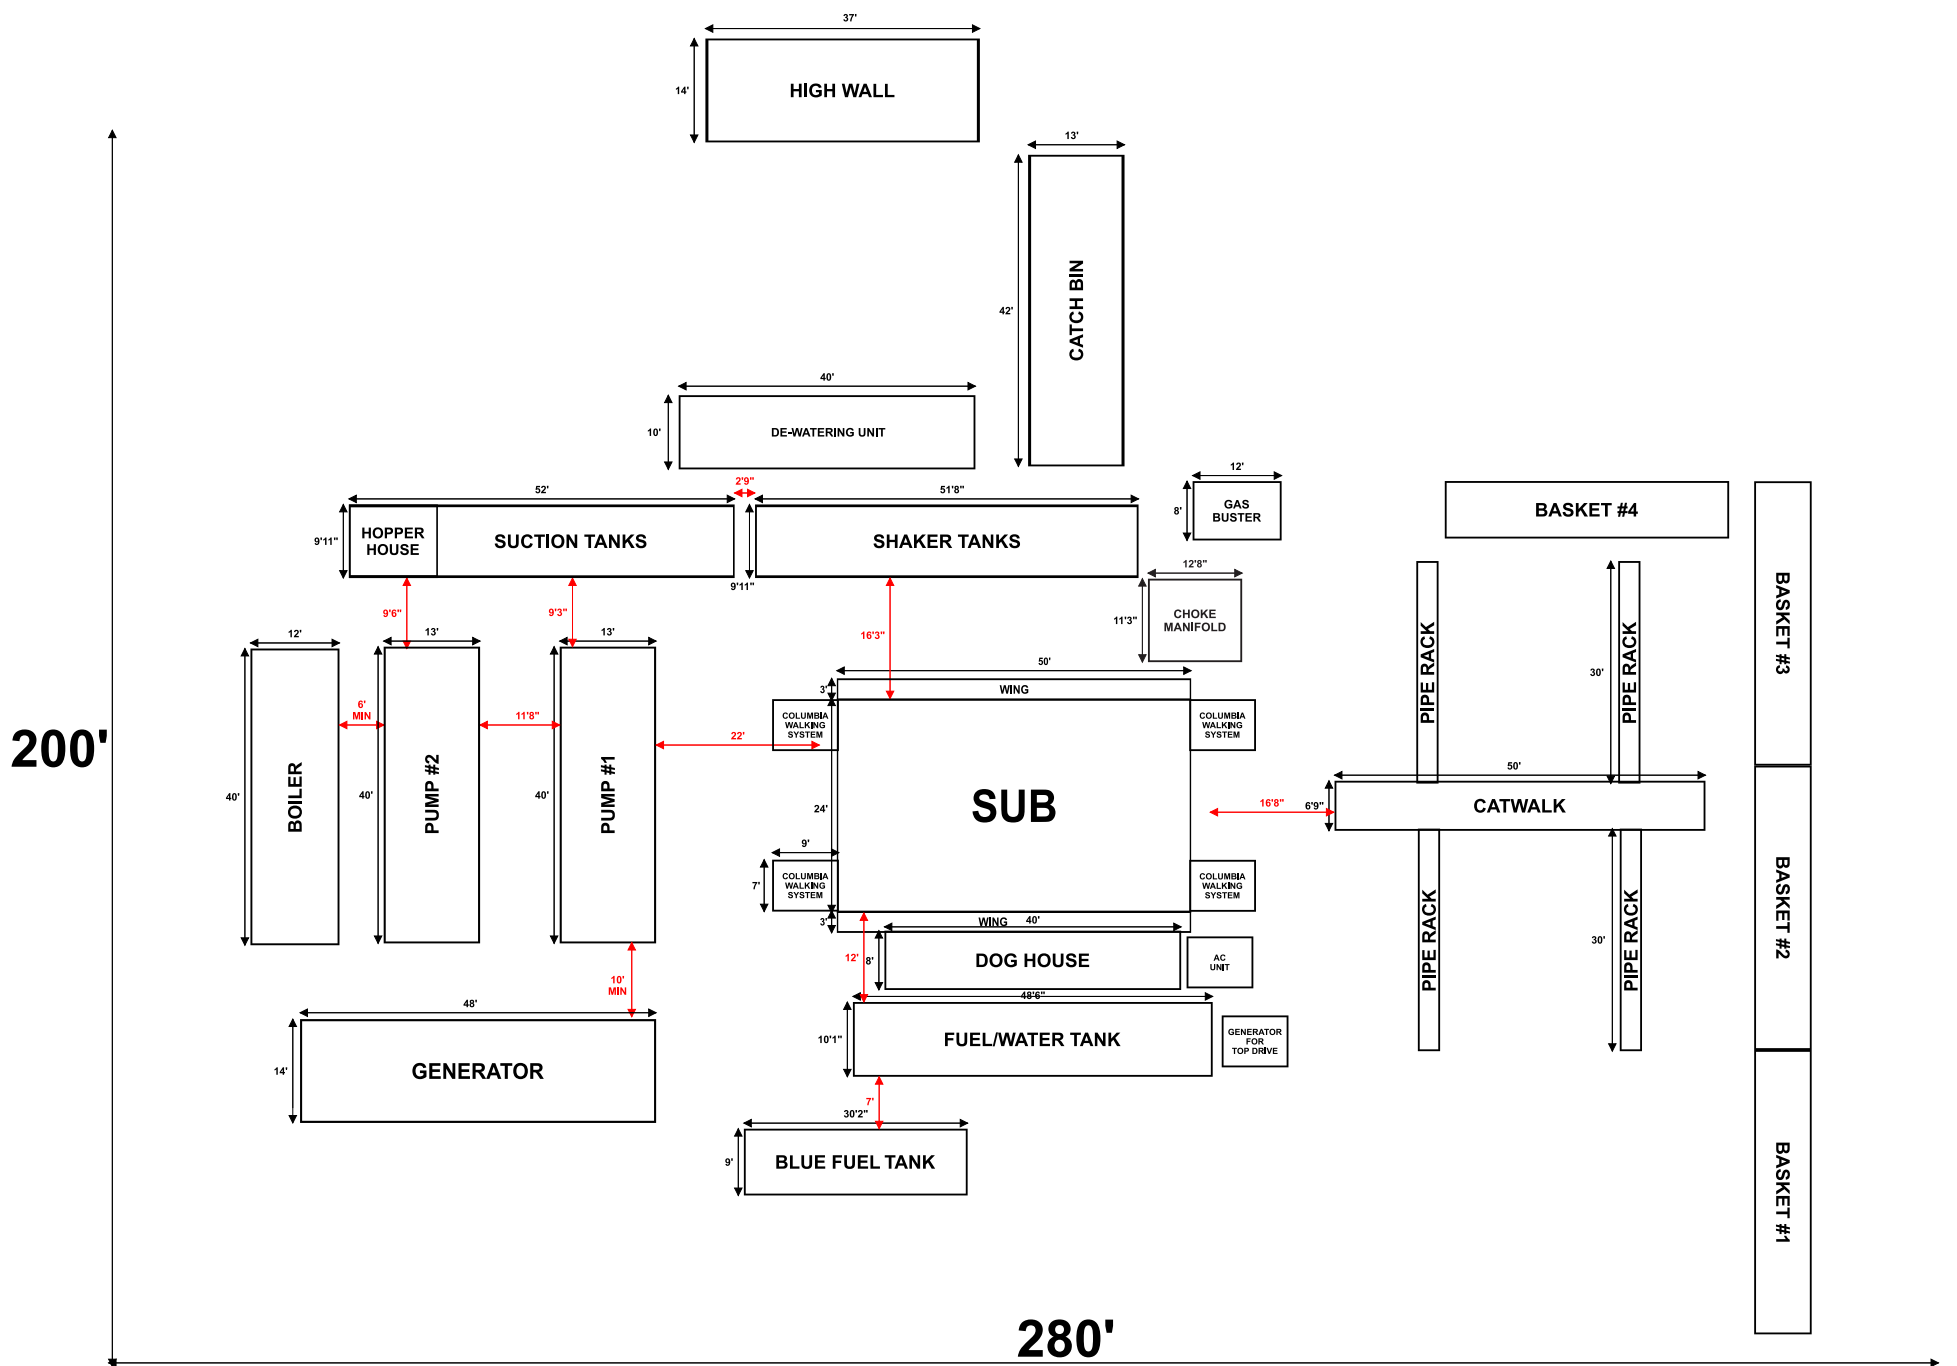 37'
14'
HIGH WALL
13'
42'
CATCH BIN
40'
10'
DE-WATERING UNIT
2'9"
52'
51'8"
12'
9'11"
HOPPER
HOUSE
SUCTION TANKS
SHAKER TANKS
9'11"
8'
GAS
BUSTER
BASKET #4
12'8"
11'3"
CHOKE
MANIFOLD
9'6"
9'3"
16'3"
12'
13'
13'
50'
3'
WING
COLUMBIA
WALKING
SYSTEM
COLUMBIA
WALKING
SYSTEM
6'
MIN
11'8"
22'
200'
40'
BOILER
40'
PUMP #2
40'
PUMP #1
24'
SUB
16'8"
6'9"
50'
CATWALK
PIPE RACK
30'
PIPE RACK
BASKET #3
9'
7'
COLUMBIA
WALKING
SYSTEM
COLUMBIA
WALKING
SYSTEM
3'
WING
40'
12'
8'
DOG HOUSE
AC
UNIT
PIPE RACK
30'
PIPE RACK
BASKET #2
10'
MIN
48'
14'
GENERATOR
48'6"
10'1"
FUEL/WATER TANK
GENERATOR
FOR
TOP DRIVE
7'
30'2"
9'
BLUE FUEL TANK
BASKET #1
280'